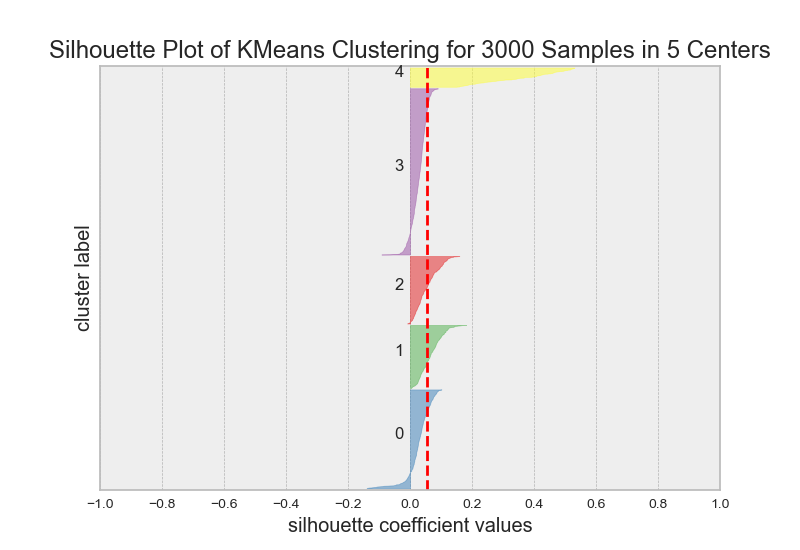 Silhouette Plot of KMeans Clustering for 3000 Samples in 5 Centers
4
3
2
1
0
cluster label
−1.0 −0.8 −0.6 −0.4 −0.2 0.0 0.2 0.4 0.6 0.8 1.0
silhouette coefficient values